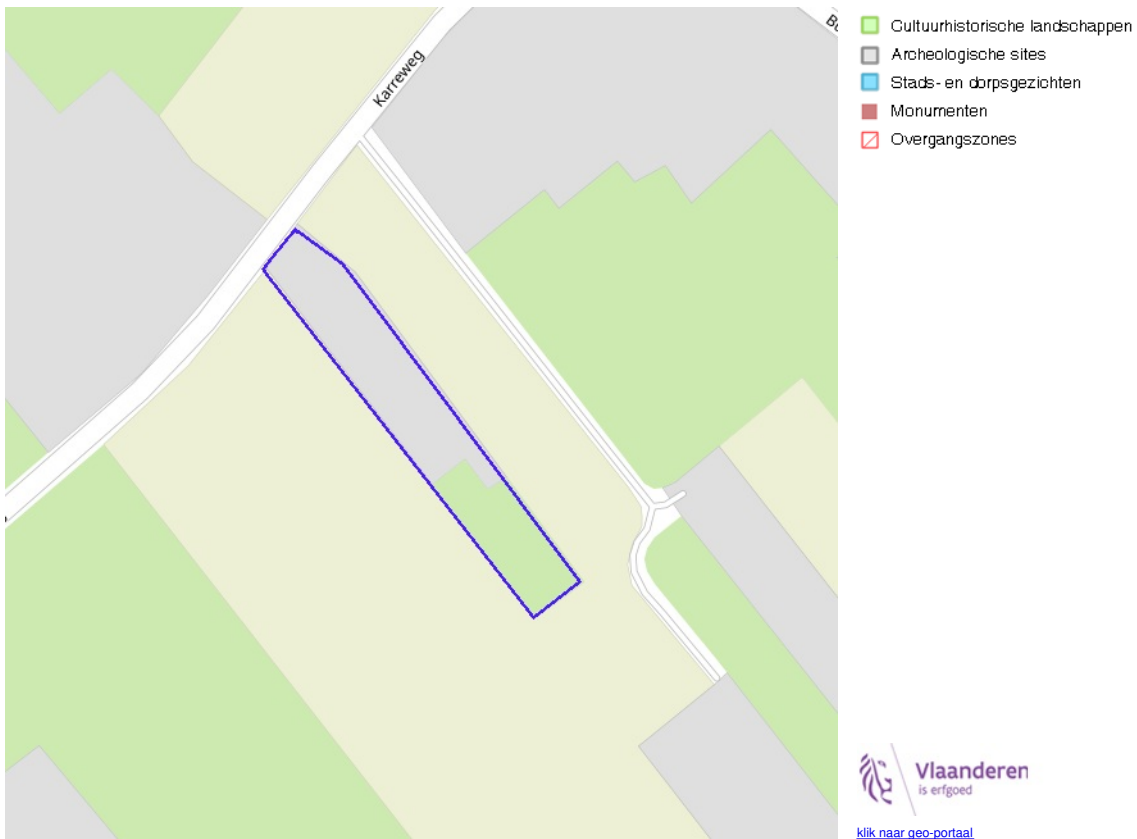 Karreweg
Cultuurhistorische landschappen
Archeologische sites
Stads- en dorpsgezichten
Monumenten
Overgangszones
Vlaanderen
is erfgoed
klik naar geo-portaal